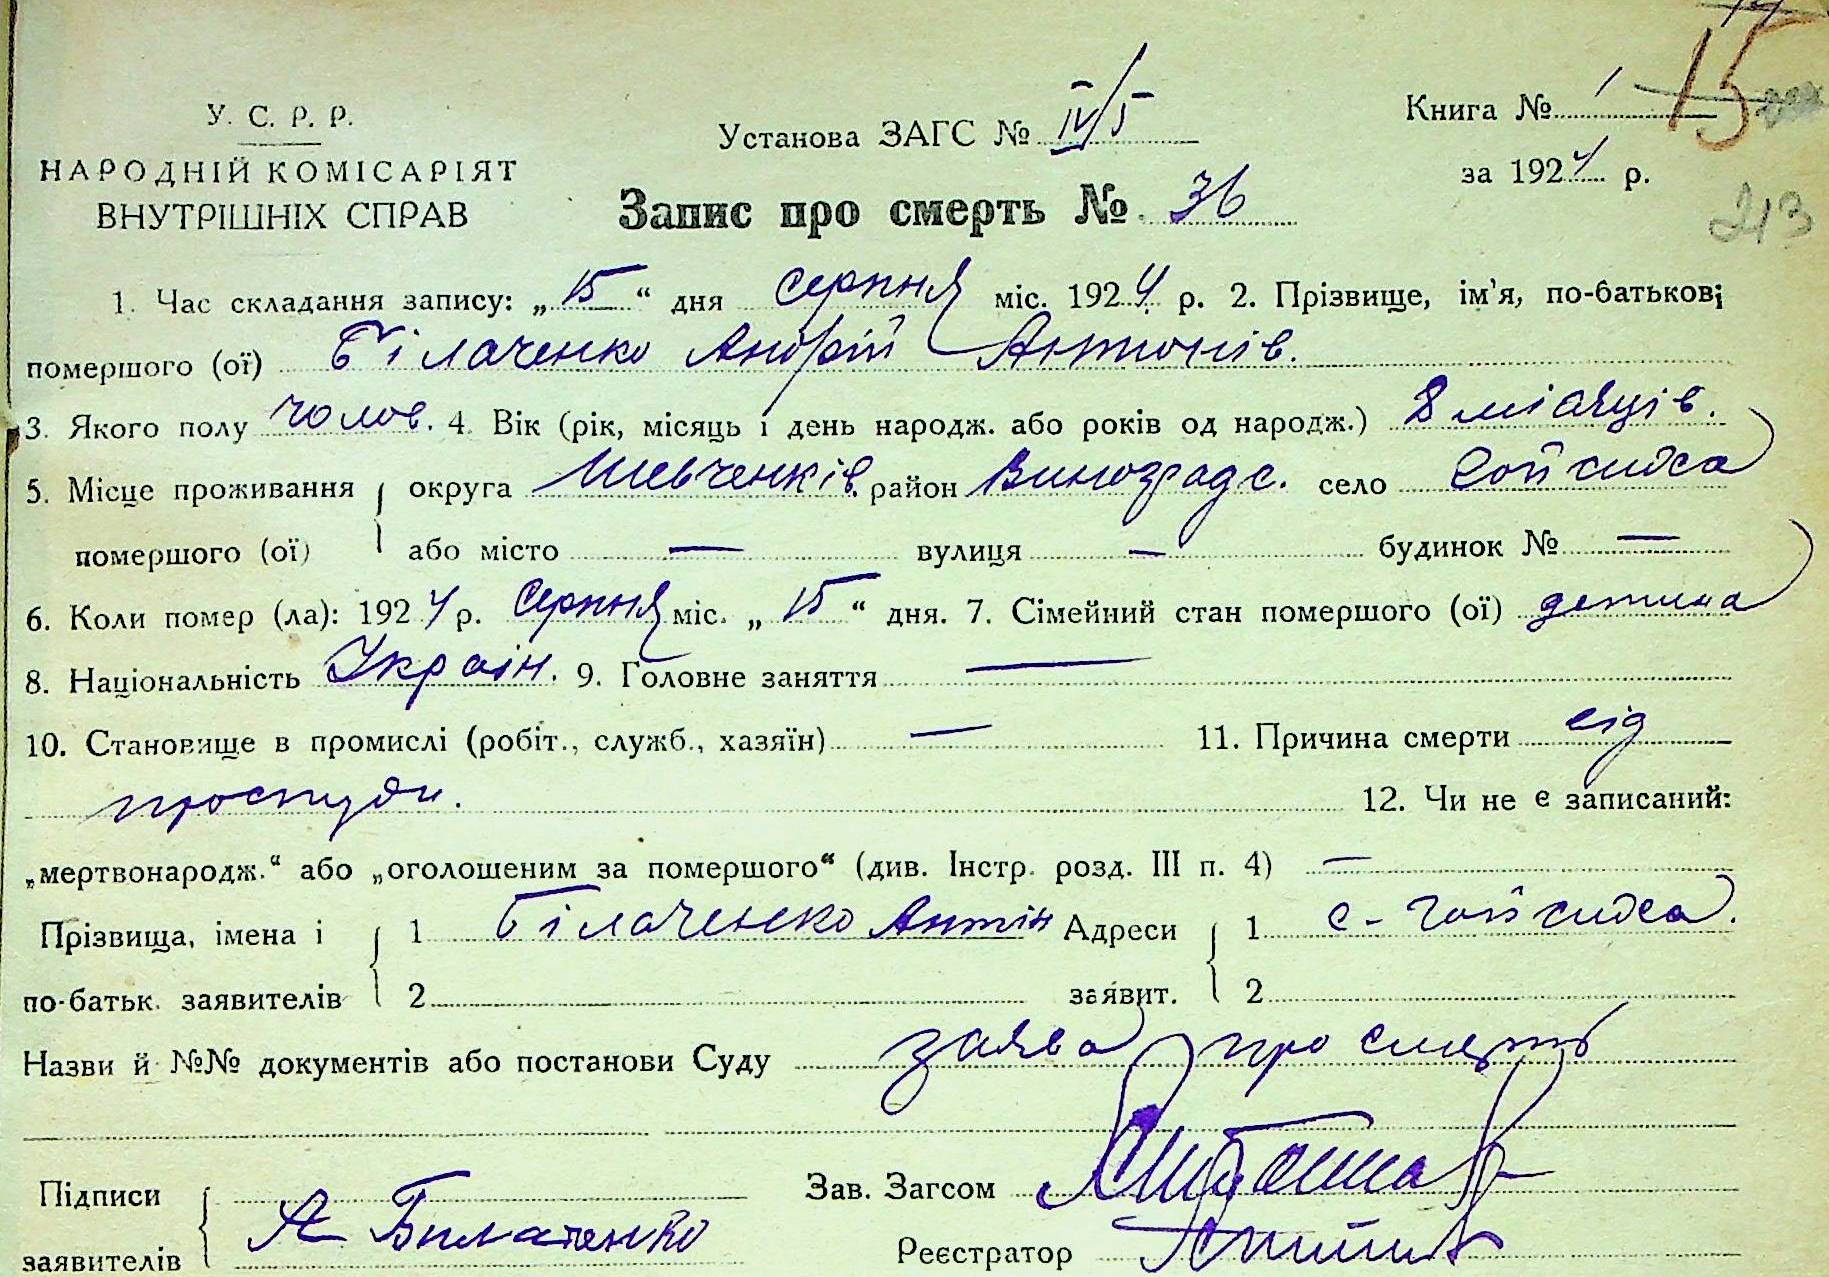 У. С. Р. Р.
НАРОДНІЙ КОМІСАРІЯТ
ВНУТРІШНІХ СПРАВ
Установа ЗАГС № IV/5
Книга № 1 15
за 1924 р.
213
Запис про смерть № 36
1. Час складання запису: „15“ дня серпня міс. 1924 р. 2. Прізвище, ім'я, по-батькові
помершого (ої) Білаченко Андрій Антонів.
3. Якого полу чолов. 4. Вік (рік, місяць і день народж. або років од народж.) 8 місяців.
5. Місце проживання помершого (ої) округа Шевченків. район Виноградс. село
або місто — вулиця — будинок № —
6. Коли помер (ла): 1924 р. серпня міс. „15“ дня. 7. Сімейний стан помершого (ої) дитина
8. Національність Україн. 9. Головне заняття —
10. Становище в промислі (робіт., служб., хазяїн) — 11. Причина смерти від
простуди. 12. Чи не є записаний:
„мертвонародж.“ або „оголошеним за помершого“ (див. Інстр. розд. III п. 4) —
Прізвища, імена і по-батьк. заявителів 1 Білаченко Антін Адреси заявит. 1 с-
2 2
Назви й №№ документів або постанови Суду заява про смерть
Підписи заявителів А Билаченко
Зав. Загсом
Реєстратор